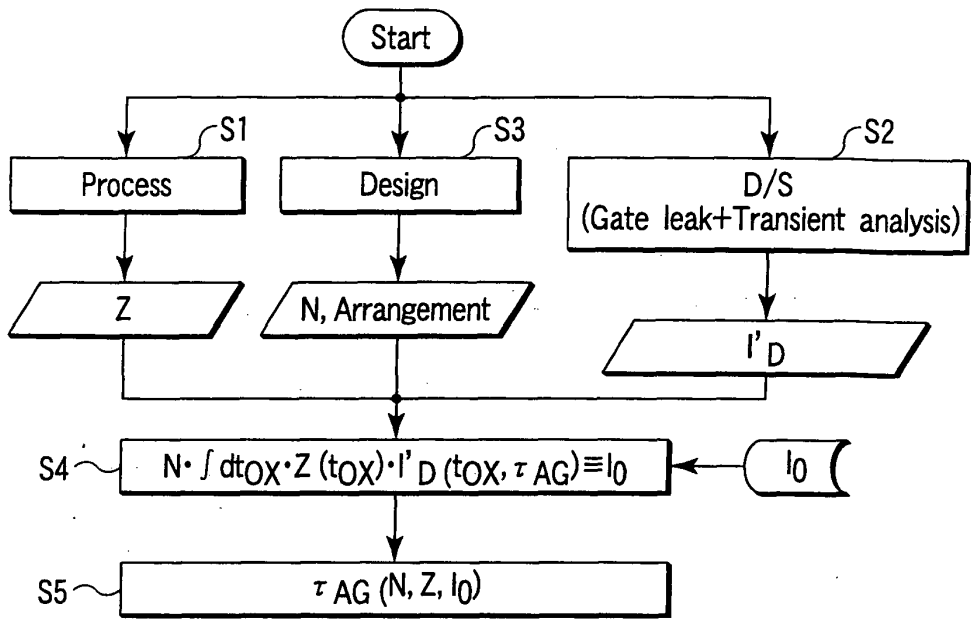 Start
S1
S3
S2
Process
Design
D/S
(Gate leak+Transient analysis)
Z
N, Arrangement
I'D
S4
N・∫dtOX・Z(tOX)・I'D(tOX, τAG)≡I0
I0
S5
τAG(N, Z, I0)